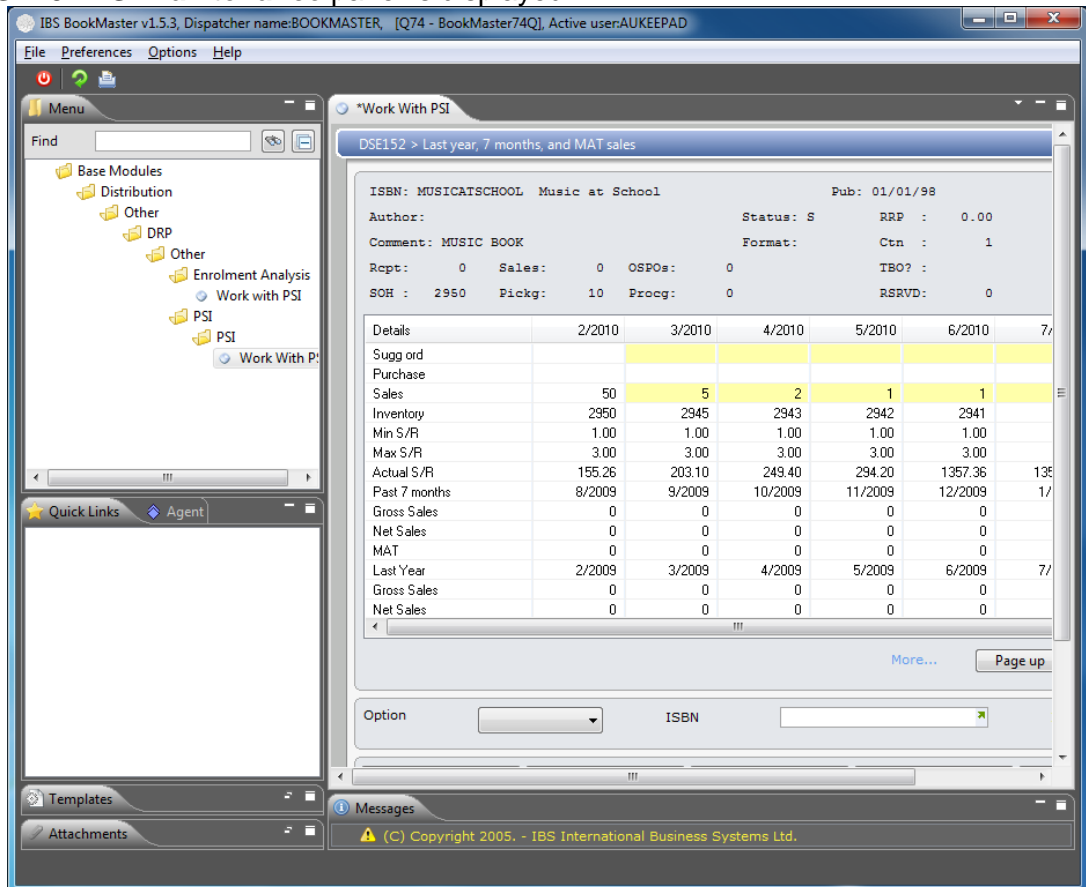 IBS BookMaster v1.5.3, Dispatcher name:BOOKMASTER, [Q74 - BookMaster74Q], Active user:AUKEEPAD
File Preferences Options Help
Menu
Find
Base Modules
Distribution
Other
DRP
Other
Enrolment Analysis
Work with PSI
PSI
PSI
Work With PS
Quick Links Agent
Templates
Attachments
*Work With PSI
DSE152 > Last year, 7 months, and MAT sales
ISBN: MUSICATSCHOOL Music at School Pub: 01/01/98
Author: Status: S RRP : 0.00
Comment: MUSIC BOOK Format: Ctn : 1
Rcpt: 0 Sales: 0 OSPOs: 0 TBO? :
SOH : 2950 Pickg: 10 Procg: 0 RSRVD: 0
Details 2/2010 3/2010 4/2010 5/2010 6/2010 7/
Sugg ord
Purchase
Sales 50 5 2 1 1
Inventory 2950 2945 2943 2942 2941
Min S/R 1.00 1.00 1.00 1.00 1.00
Max S/R 3.00 3.00 3.00 3.00 3.00
Actual S/R 155.26 203.10 249.40 294.20 1357.36 135
Past 7 months 8/2009 9/2009 10/2009 11/2009 12/2009 1/
Gross Sales 0 0 0 0 0
Net Sales 0 0 0 0 0
MAT 0 0 0 0 0
Last Year 2/2009 3/2009 4/2009 5/2009 6/2009 7/
Gross Sales 0 0 0 0 0
Net Sales 0 0 0 0 0
More... Page up
Option ISBN
Messages
(C) Copyright 2005. - IBS International Business Systems Ltd.